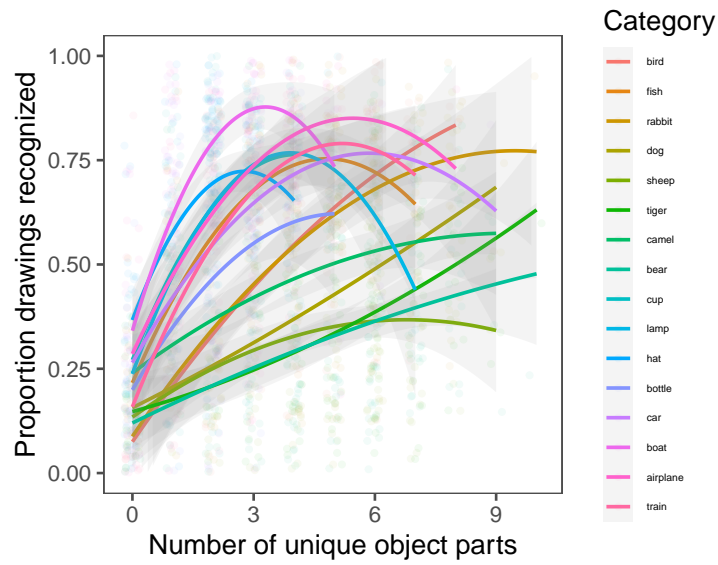 Category
bird
fish
rabbit
dog
sheep
tiger
camel
bear
cup
lamp
hat
bottle
car
boat
airplane
train
Proportion drawings recognized
1.00
0.75
0.50
0.25
0.00
0 3 6 9
Number of unique object parts